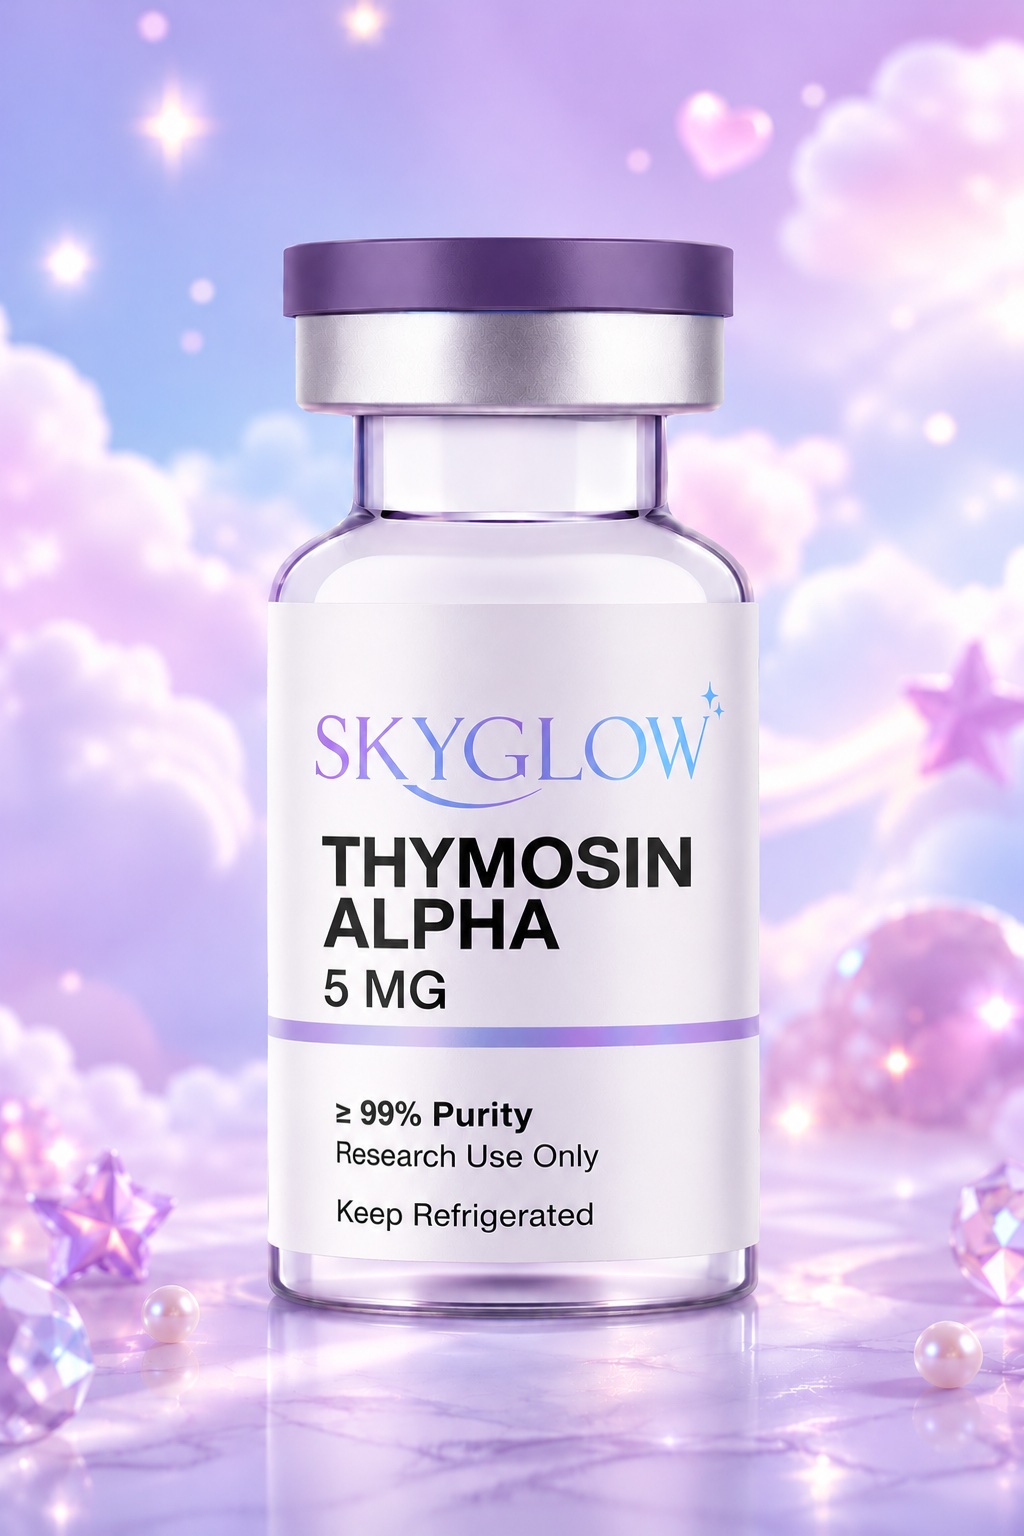 SKYGLOW
THYMOSIN
ALPHA
5 MG
≥ 99% Purity
Research Use Only
Keep Refrigerated